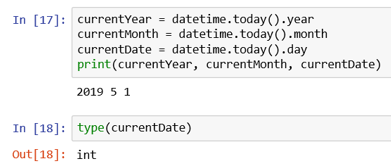 In [17]: currentYear = datetime.today().year
currentMonth = datetime.today().month
currentDate = datetime.today().day
print(currentYear, currentMonth, currentDate)
2019 5 1
In [18]: type(currentDate)
Out[18]: int